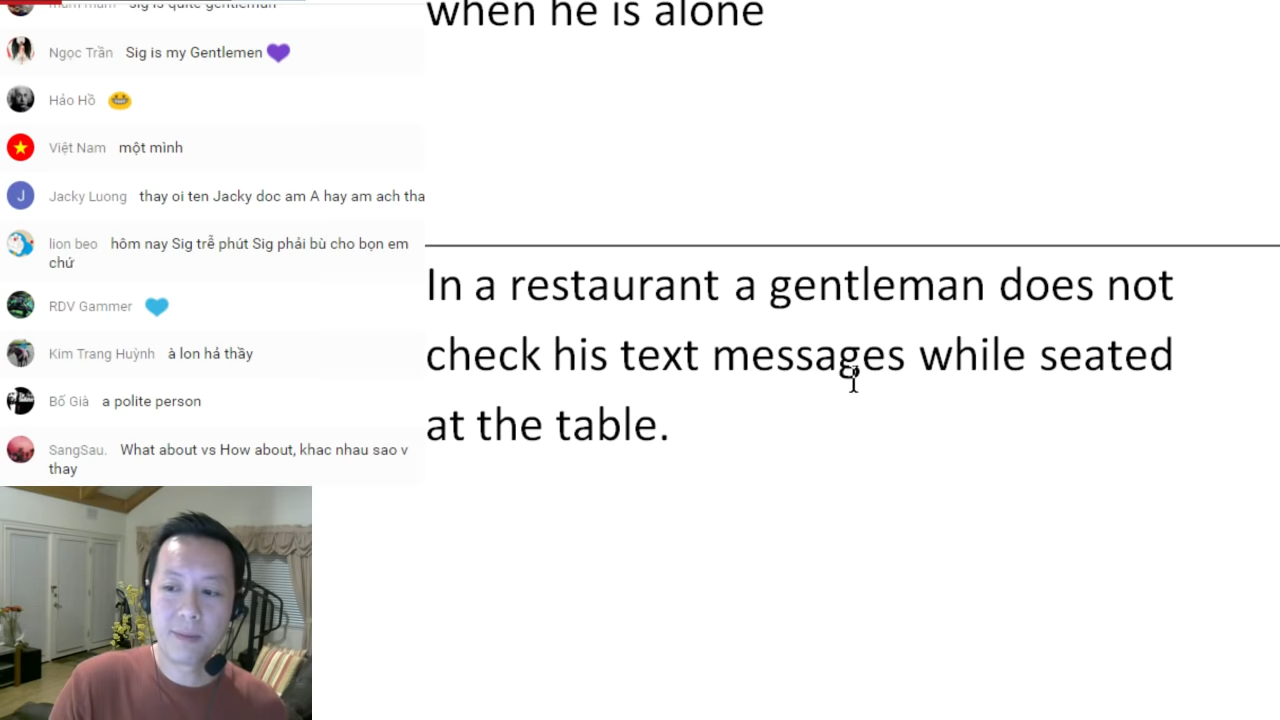 sig is quite gentleman
when he is alone
Ngọc Trần Sig is my Gentlemen
Hảo Hồ
Việt Nam một mình
Jacky Luong thay oi ten Jacky doc am A hay am ach tha
lion beo hôm nay Sig trễ phút Sig phải bù cho bọn em
chứ
RDV Gammer
Kim Trang Huỳnh à lon hả thầy
Bố Già a polite person
SangSau. What about vs How about, khac nhau sao v
thay
J
In a restaurant a gentleman does not
check his text messages while seated
at the table.